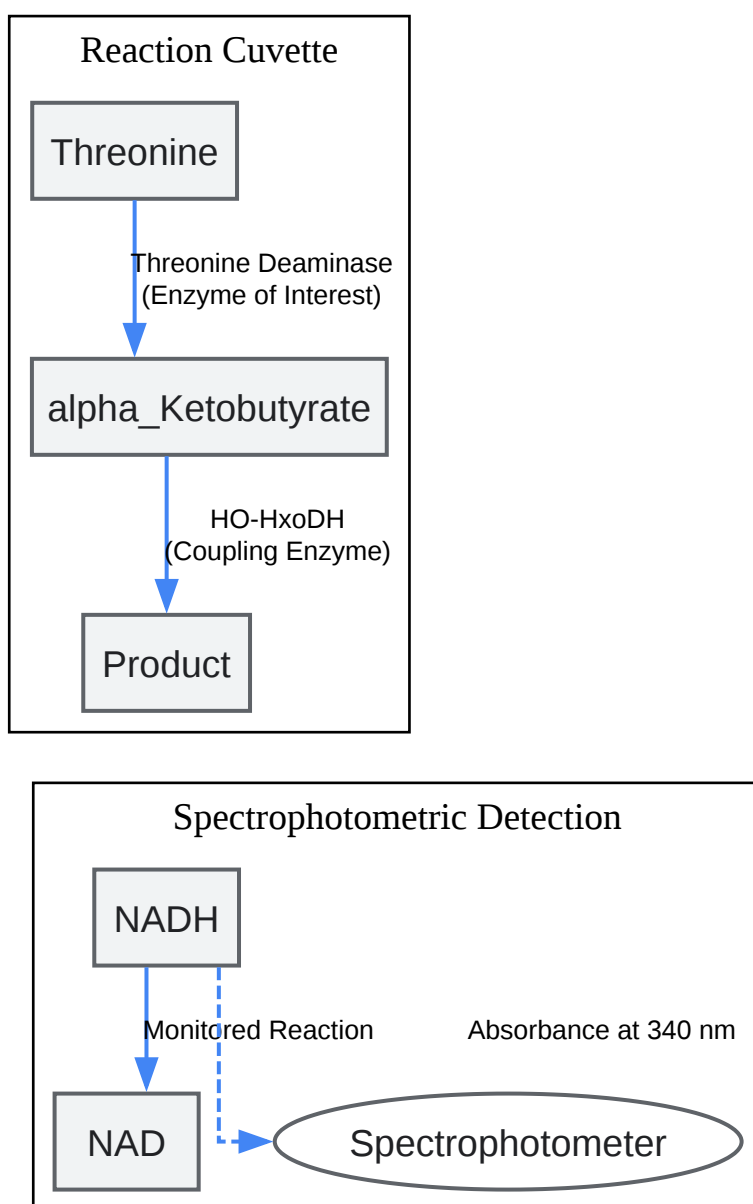 Reaction Cuvette
Threonine
Threonine Deaminase
(Enzyme of Interest)
alpha_Ketobutyrate
HO-HxoDH
(Coupling Enzyme)
Product
Spectrophotometric Detection
NADH
Monitored Reaction
Absorbance at 340 nm
NAD
Spectrophotometer